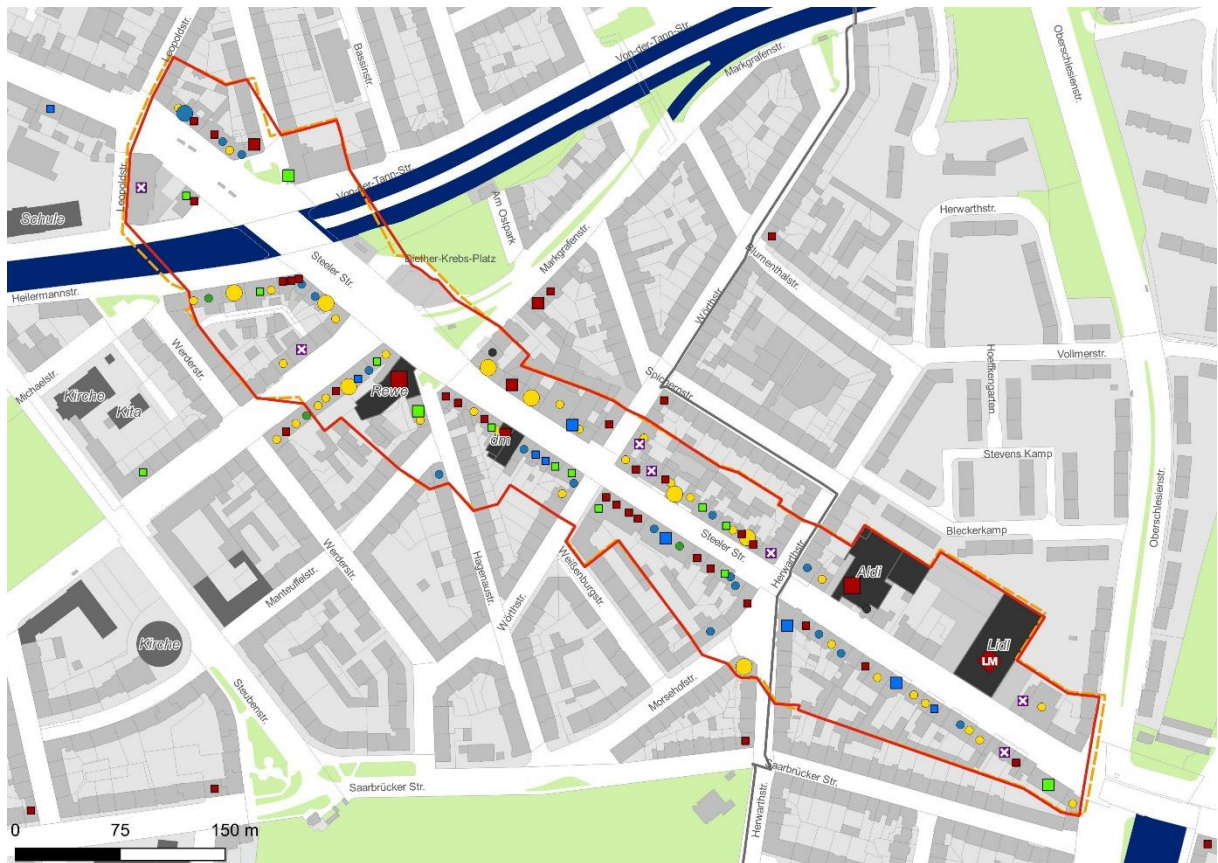 Leopoldstr.
Bassinstr.
Von-der-Tann-Str.
Markgrafenstr.
Oberschlesienstr.
Leopoldstr.
Schule
Von-der-Tann-Str.
Am Ostpark
Herwarthstr.
Blumenthalstr.
Steeler Str.
Diether-Krebs-Platz
Markgrafenstr.
Heilermannstr.
Wörthstr.
Werderstr.
Michaelstr.
Hoeffkengarten
Vollmerstr.
Kirche
Kita
Rewe
Spichernstr.
dm
Stevens Kamp
Steeler Str.
Bleckerkamp
Oberschlesienstr.
Werderstr.
Manteuffelstr.
Hagenaustr.
Weißenburgstr.
Wörthstr.
Herwarthstr.
Aldi
Kirche
Lidl
LM
Steubenstr.
Morsehofstr.
Saarbrücker Str.
Saarbrücker Str.
Herwarthstr.
0 75 150 m